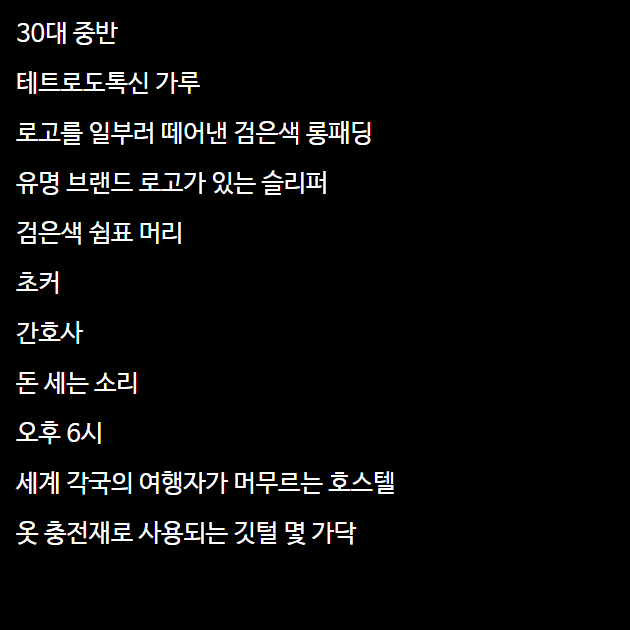 30대 중반
테트로도톡신 가루
로고를 일부러 떼어낸 검은색 롱패딩
유명 브랜드 로고가 있는 슬리퍼
검은색 쉼표 머리
초커
간호사
돈 세는 소리
오후 6시
세계 각국의 여행자가 머무르는 호스텔
옷 충전재로 사용되는 깃털 몇 가닥